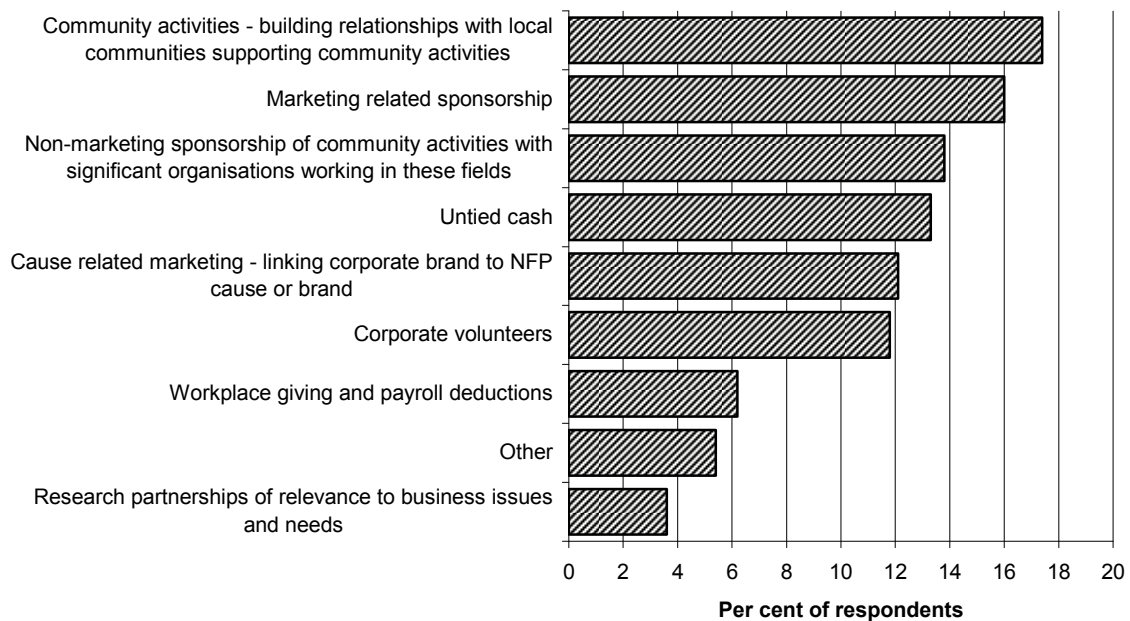 Community activities - building relationships with local
communities supporting community activities
Marketing related sponsorship
Non-marketing sponsorship of community activities with
significant organisations working in these fields
Untied cash
Cause related marketing - linking corporate brand to NFP
cause or brand
Corporate volunteers
Workplace giving and payroll deductions
Other
Research partnerships of relevance to business issues
and needs
0 2 4 6 8 10 12 14 16 18 20
Per cent of respondents